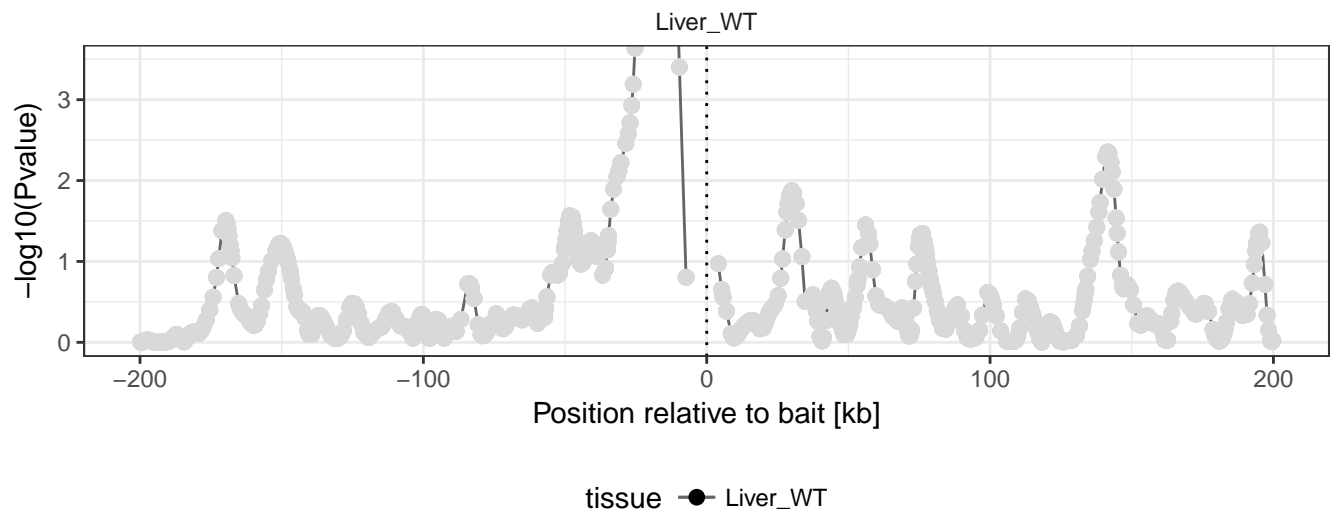 Liver_WT
−log10(Pvalue)
3
2
1
0
−200
−100
0
100
200
Position relative to bait [kb]
tissue Liver_WT